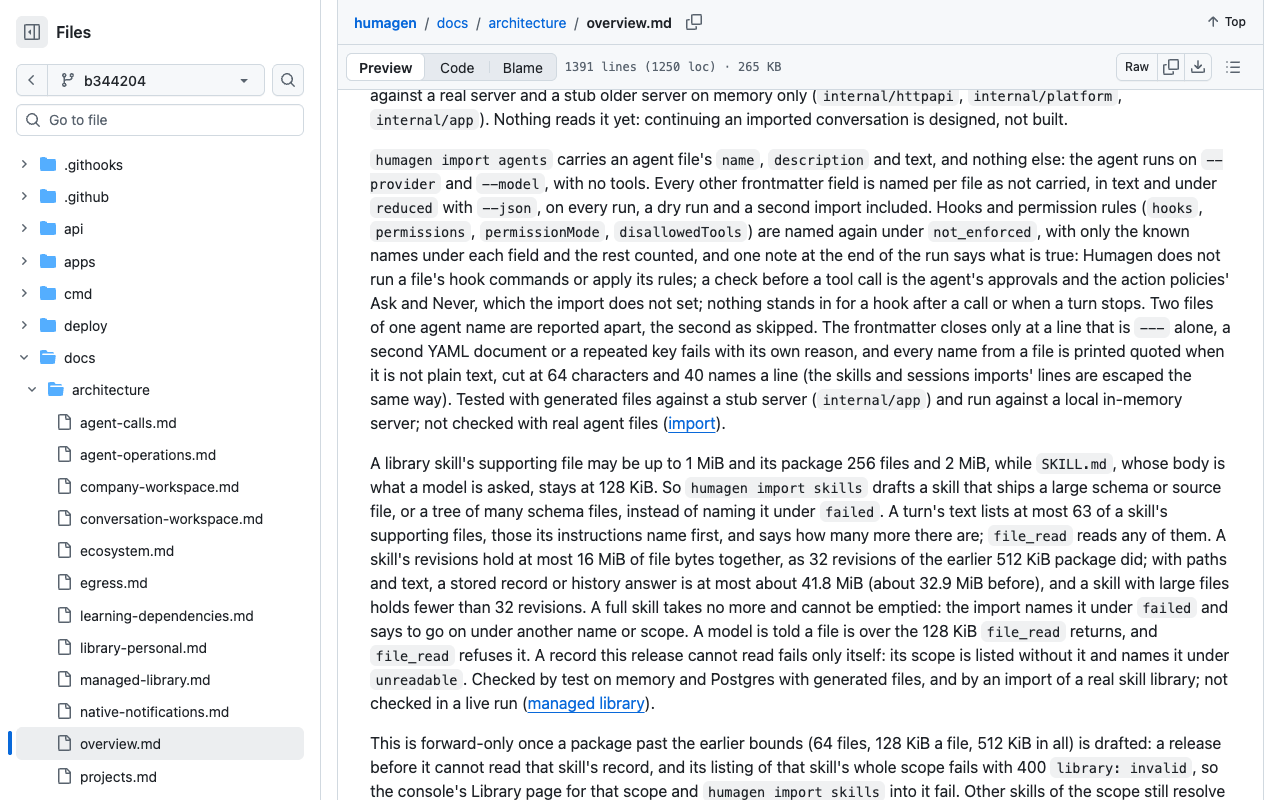 Files
humagen / docs / architecture / overview.md
Top
b344204
Preview Code Blame 1391 lines (1250 loc) · 265 KB
Raw
Go to file
.githooks
.github
api
apps
cmd
deploy
docs
architecture
agent-calls.md
agent-operations.md
company-workspace.md
conversation-workspace.md
ecosystem.md
egress.md
learning-dependencies.md
library-personal.md
managed-library.md
native-notifications.md
overview.md
projects.md
against a real server and a stub older server on memory only ( internal/httpapi , internal/platform ,
internal/app ). Nothing reads it yet: continuing an imported conversation is designed, not built.
humagen import agents carries an agent file's name , description and text, and nothing else: the agent runs on --
provider and --model , with no tools. Every other frontmatter field is named per file as not carried, in text and under
reduced with --json , on every run, a dry run and a second import included. Hooks and permission rules ( hooks ,
permissions , permissionMode , disallowedTools ) are named again under not_enforced , with only the known
names under each field and the rest counted, and one note at the end of the run says what is true: Humagen does not
run a file's hook commands or apply its rules; a check before a tool call is the agent's approvals and the action policies'
Ask and Never, which the import does not set; nothing stands in for a hook after a call or when a turn stops. Two files
of one agent name are reported apart, the second as skipped. The frontmatter closes only at a line that is --- alone, a
second YAML document or a repeated key fails with its own reason, and every name from a file is printed quoted when
it is not plain text, cut at 64 characters and 40 names a line (the skills and sessions imports' lines are escaped the
same way). Tested with generated files against a stub server ( internal/app ) and run against a local in-memory
server; not checked with real agent files (import).
A library skill's supporting file may be up to 1 MiB and its package 256 files and 2 MiB, while SKILL.md , whose body is
what a model is asked, stays at 128 KiB. So humagen import skills drafts a skill that ships a large schema or source
file, or a tree of many schema files, instead of naming it under failed . A turn's text lists at most 63 of a skill's
supporting files, those its instructions name first, and says how many more there are; file_read reads any of them. A
skill's revisions hold at most 16 MiB of file bytes together, as 32 revisions of the earlier 512 KiB package did; with paths
and text, a stored record or history answer is at most about 41.8 MiB (about 32.9 MiB before), and a skill with large files
holds fewer than 32 revisions. A full skill takes no more and cannot be emptied: the import names it under failed and
says to go on under another name or scope. A model is told a file is over the 128 KiB file_read returns, and
file_read refuses it. A record this release cannot read fails only itself: its scope is listed without it and names it under
unreadable . Checked by test on memory and Postgres with generated files, and by an import of a real skill library; not
checked in a live run (managed library).
This is forward-only once a package past the earlier bounds (64 files, 128 KiB a file, 512 KiB in all) is drafted: a release
before it cannot read that skill's record, and its listing of that skill's whole scope fails with 400 library: invalid , so
the console's Library page for that scope and humagen import skills into it fail. Other skills of the scope still resolve